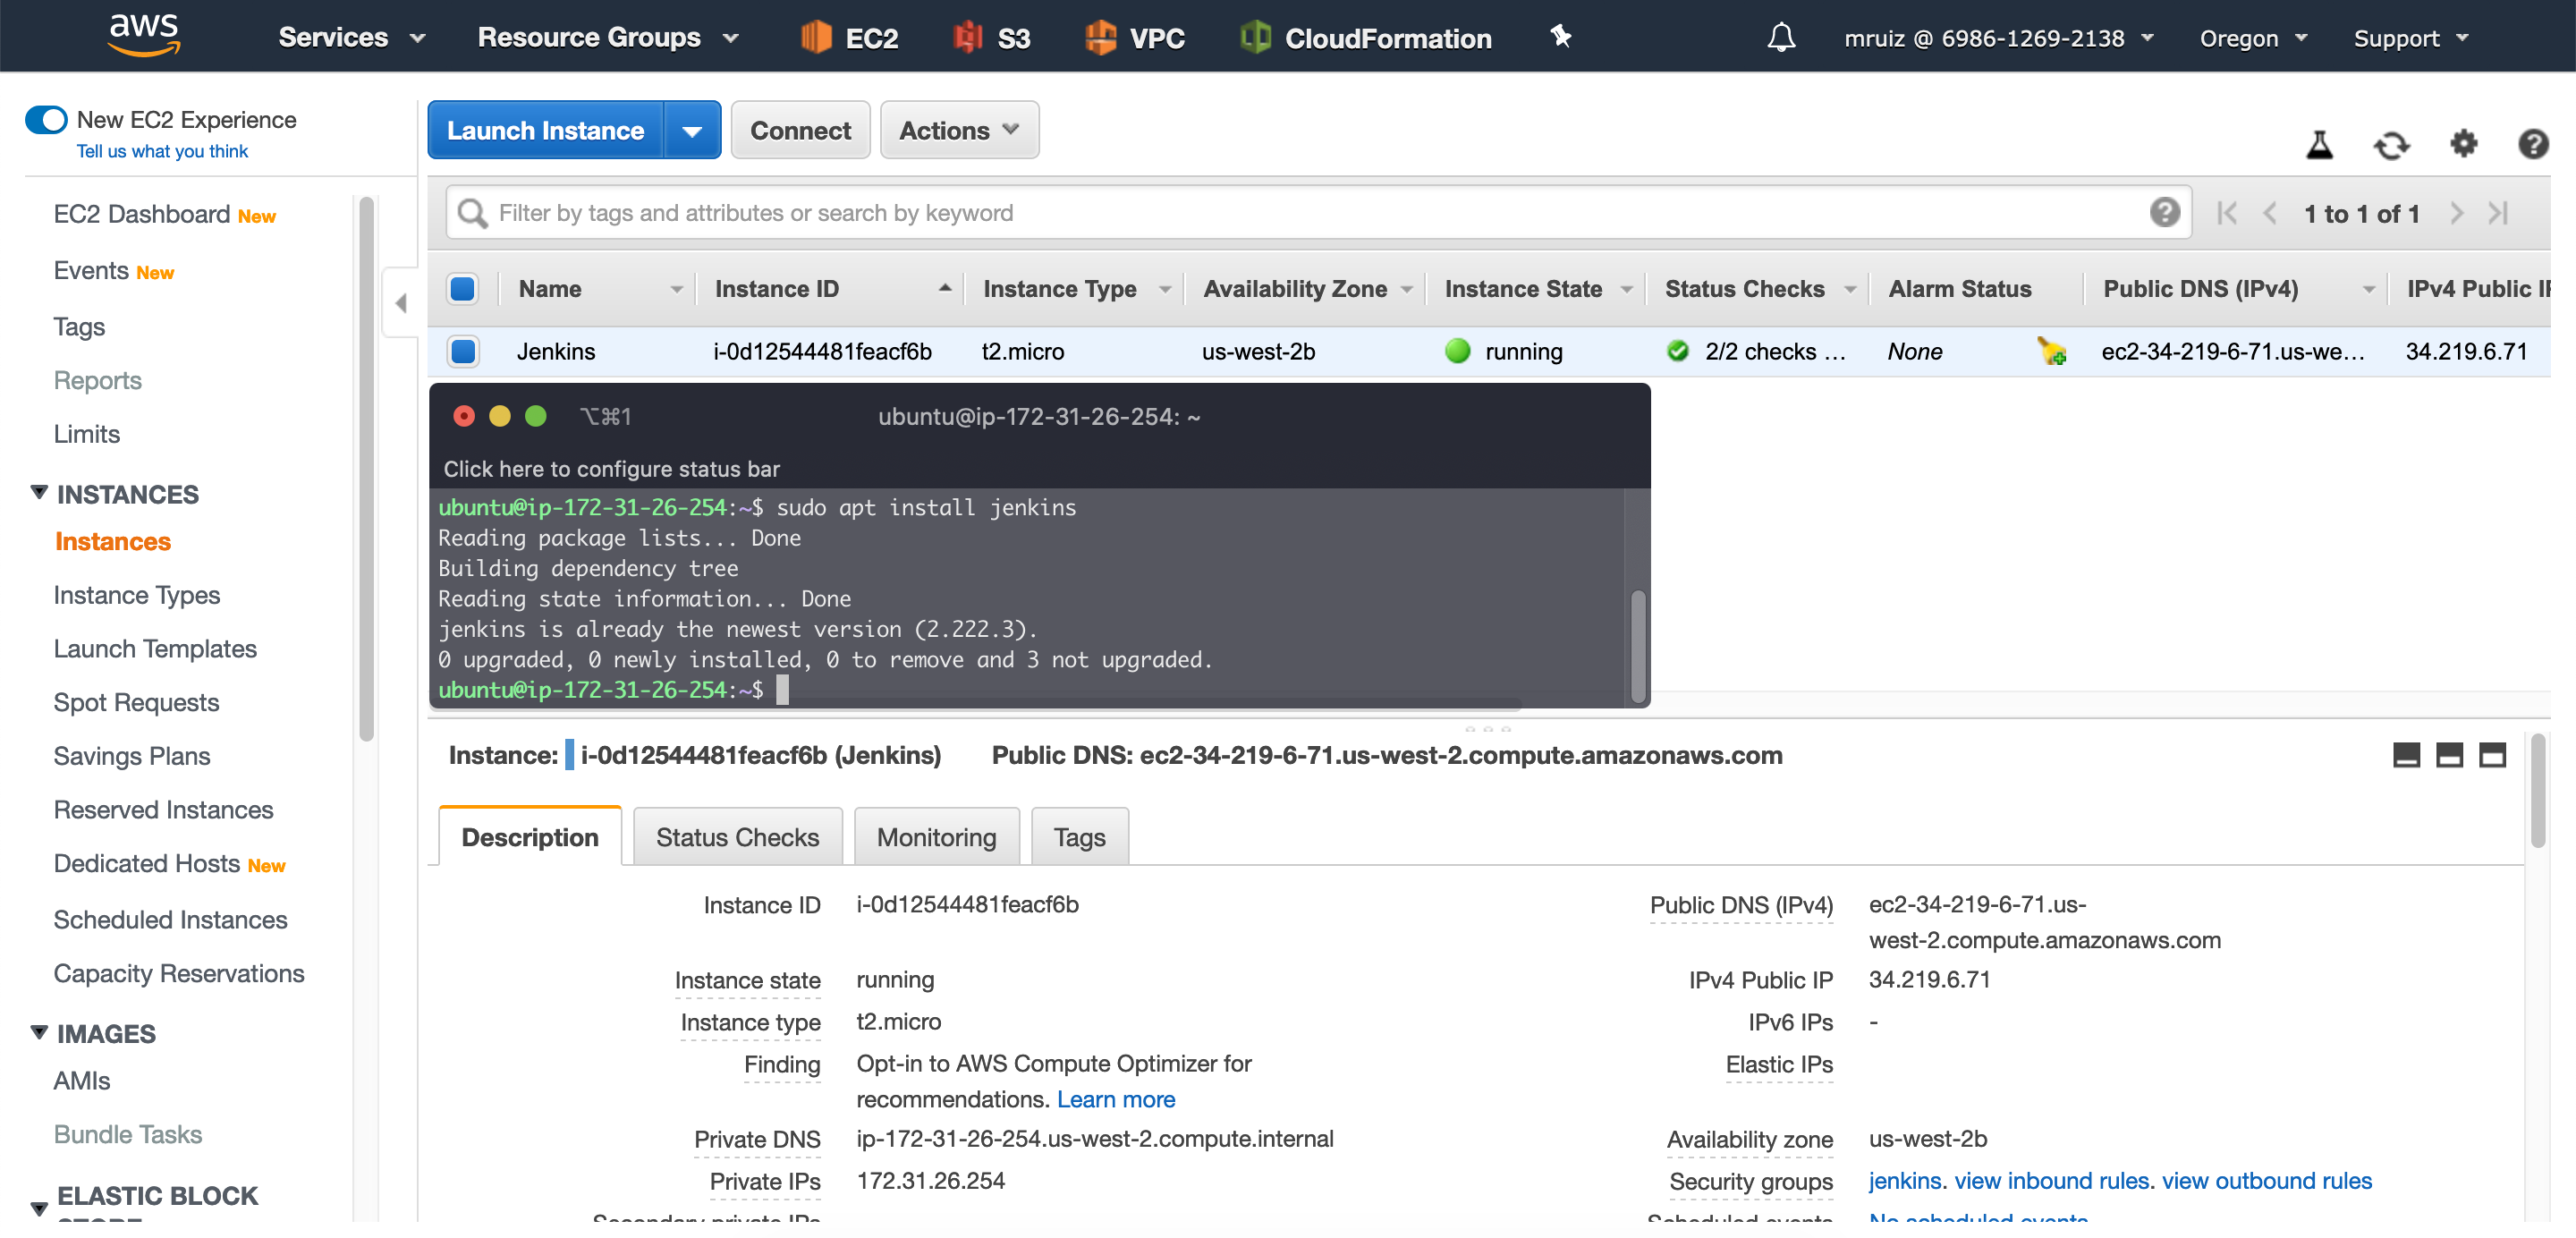 aws Services Resource Groups EC2 S3 VPC CloudFormation mruiz @ 6986-1269-2138 Oregon Support
New EC2 Experience
Tell us what you think
EC2 Dashboard New
Events New
Tags
Reports
Limits
INSTANCES
Instances
Instance Types
Launch Templates
Spot Requests
Savings Plans
Reserved Instances
Dedicated Hosts New
Scheduled Instances
Capacity Reservations
IMAGES
AMIs
Bundle Tasks
ELASTIC BLOCK
STORE
Launch Instance Connect Actions
Filter by tags and attributes or search by keyword
1 to 1 of 1
Name Instance ID Instance Type Availability Zone Instance State Status Checks Alarm Status Public DNS (IPv4) IPv4 Public IP
Jenkins i-0d12544481feacf6b t2.micro us-west-2b running 2/2 checks ... None ec2-34-219-6-71.us-we... 34.219.6.71
⌥⌘1 ubuntu@ip-172-31-26-254: ~
Click here to configure status bar
ubuntu@ip-172-31-26-254:~$ sudo apt install jenkins
Reading package lists... Done
Building dependency tree
Reading state information... Done
jenkins is already the newest version (2.222.3).
0 upgraded, 0 newly installed, 0 to remove and 3 not upgraded.
ubuntu@ip-172-31-26-254:~$
Instance: i-0d12544481feacf6b (Jenkins) Public DNS: ec2-34-219-6-71.us-west-2.compute.amazonaws.com
Description Status Checks Monitoring Tags
Instance ID i-0d12544481feacf6b
Instance state running
Instance type t2.micro
Finding Opt-in to AWS Compute Optimizer for
recommendations. Learn more
Private DNS ip-172-31-26-254.us-west-2.compute.internal
Private IPs 172.31.26.254
Secondary private IPs
Public DNS (IPv4) ec2-34-219-6-71.us-
west-2.compute.amazonaws.com
IPv4 Public IP 34.219.6.71
IPv6 IPs -
Elastic IPs
Availability zone us-west-2b
Security groups jenkins. view inbound rules. view outbound rules
Scheduled events No scheduled events